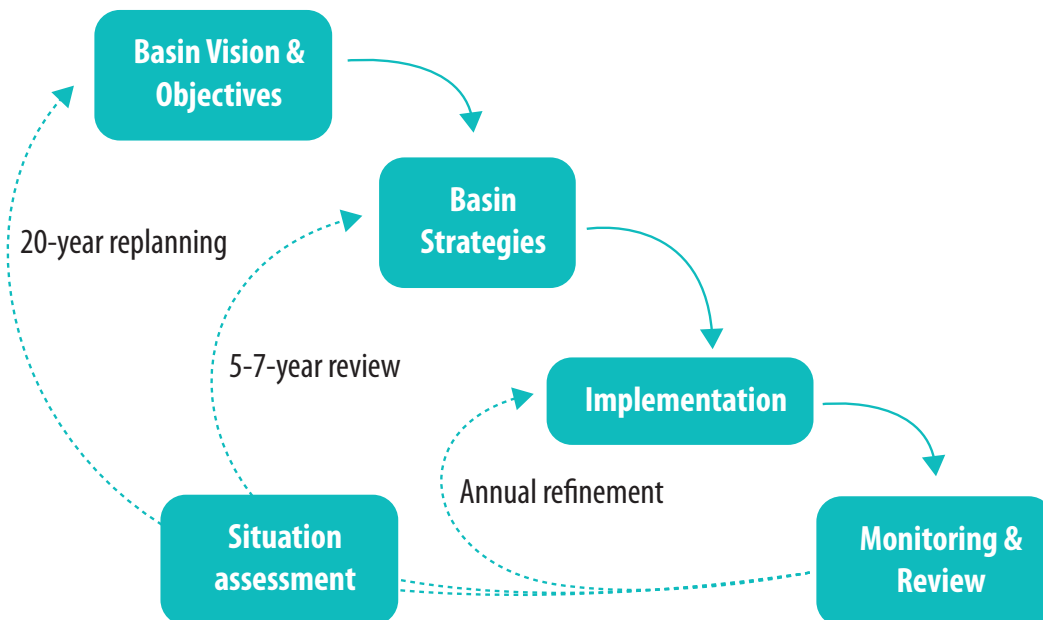 Basin Vision &
Objectives
Basin
Strategies
20-year replanning
5-7-year review
Implementation
Annual refinement
Situation
assessment
Monitoring &
Review